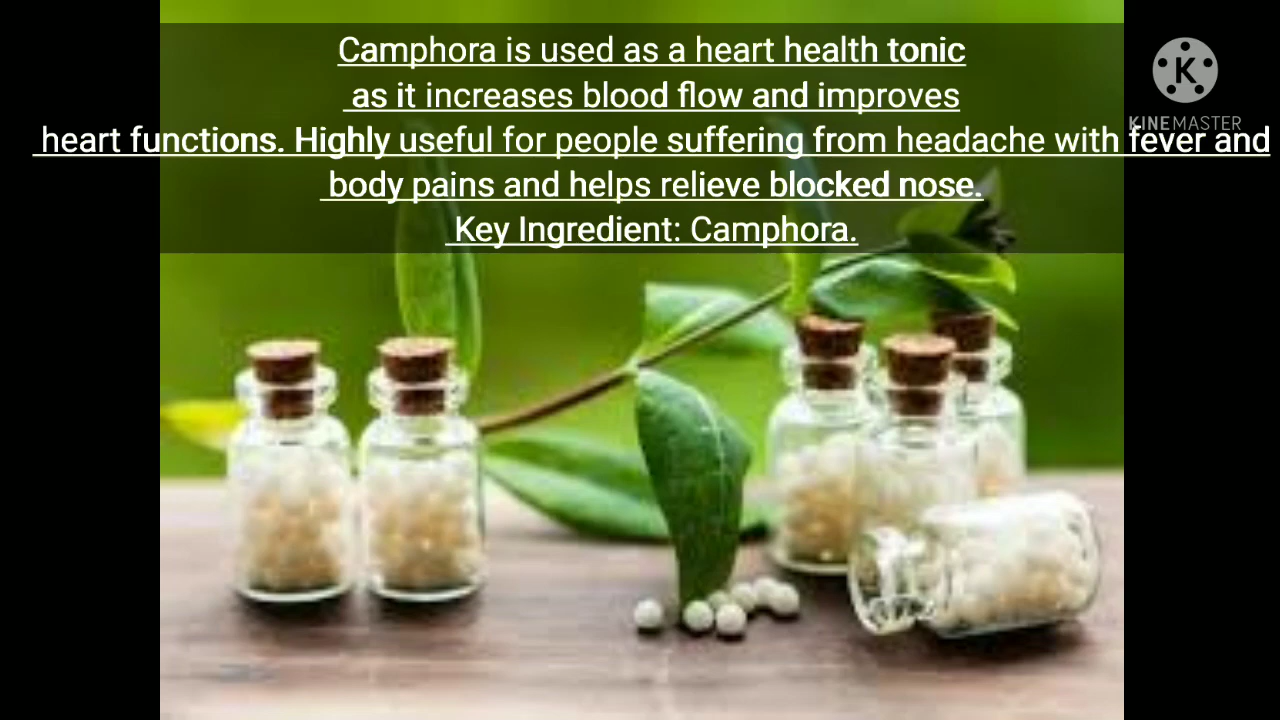 Camphora is used as a heart health tonic
as it increases blood flow and improves
heart functions. Highly useful for people suffering from headache with fever and
body pains and helps relieve blocked nose.
Key Ingredient: Camphora.
K
KINEMASTER